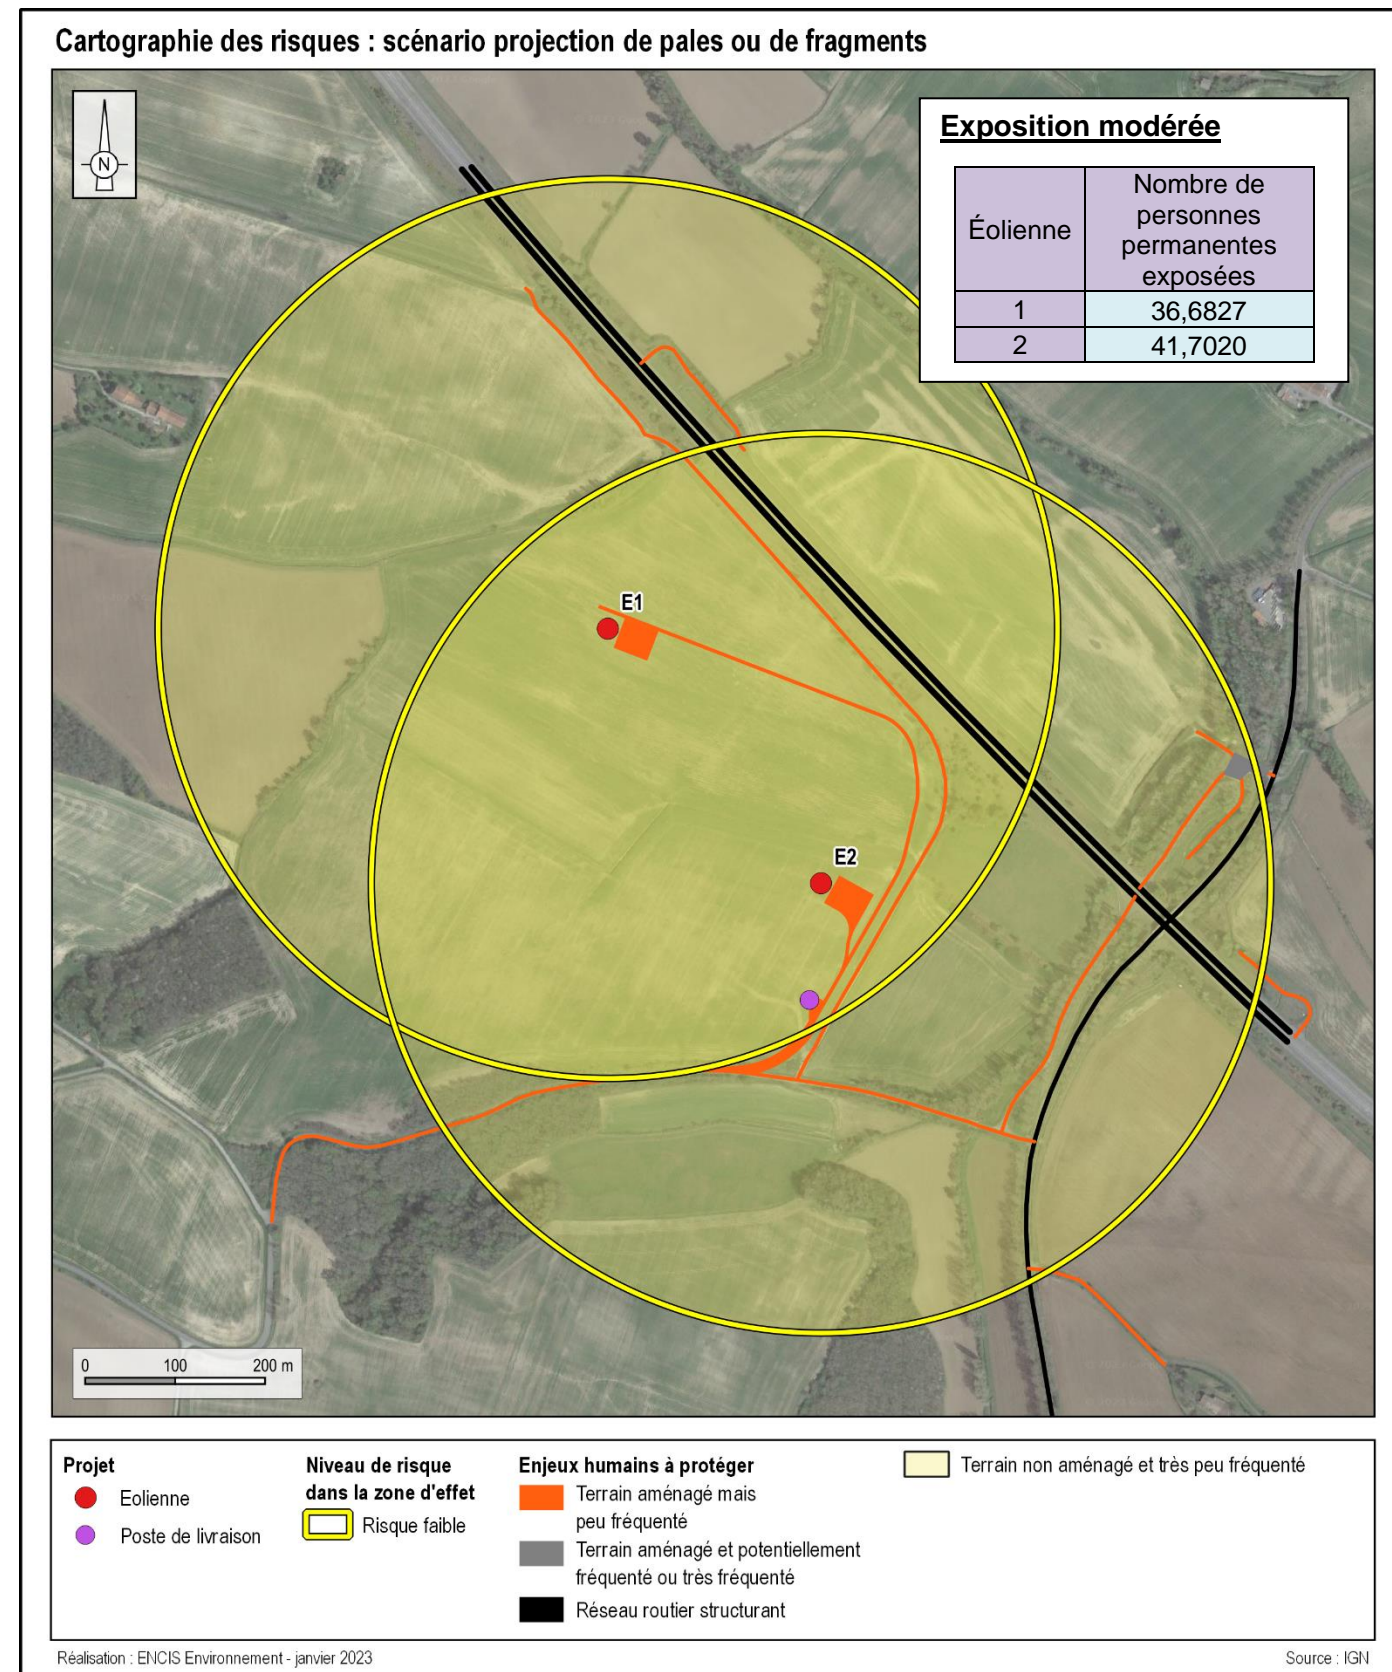 Cartographie des risques : scénario projection de pales ou de fragments
N
Exposition modérée
Éolienne
Nombre de
personnes
permanentes
exposées
1
36,6827
2
41,7020
E1
E2
0 100 200 m
Projet
Eolienne
Poste de livraison
Niveau de risque
dans la zone d'effet
Risque faible
Enjeux humains à protéger
Terrain aménagé mais
peu fréquenté
Terrain aménagé et potentiellement
fréquenté ou très fréquenté
Réseau routier structurant
Terrain non aménagé et très peu fréquenté
Réalisation : ENCIS Environnement - janvier 2023
Source : IGN